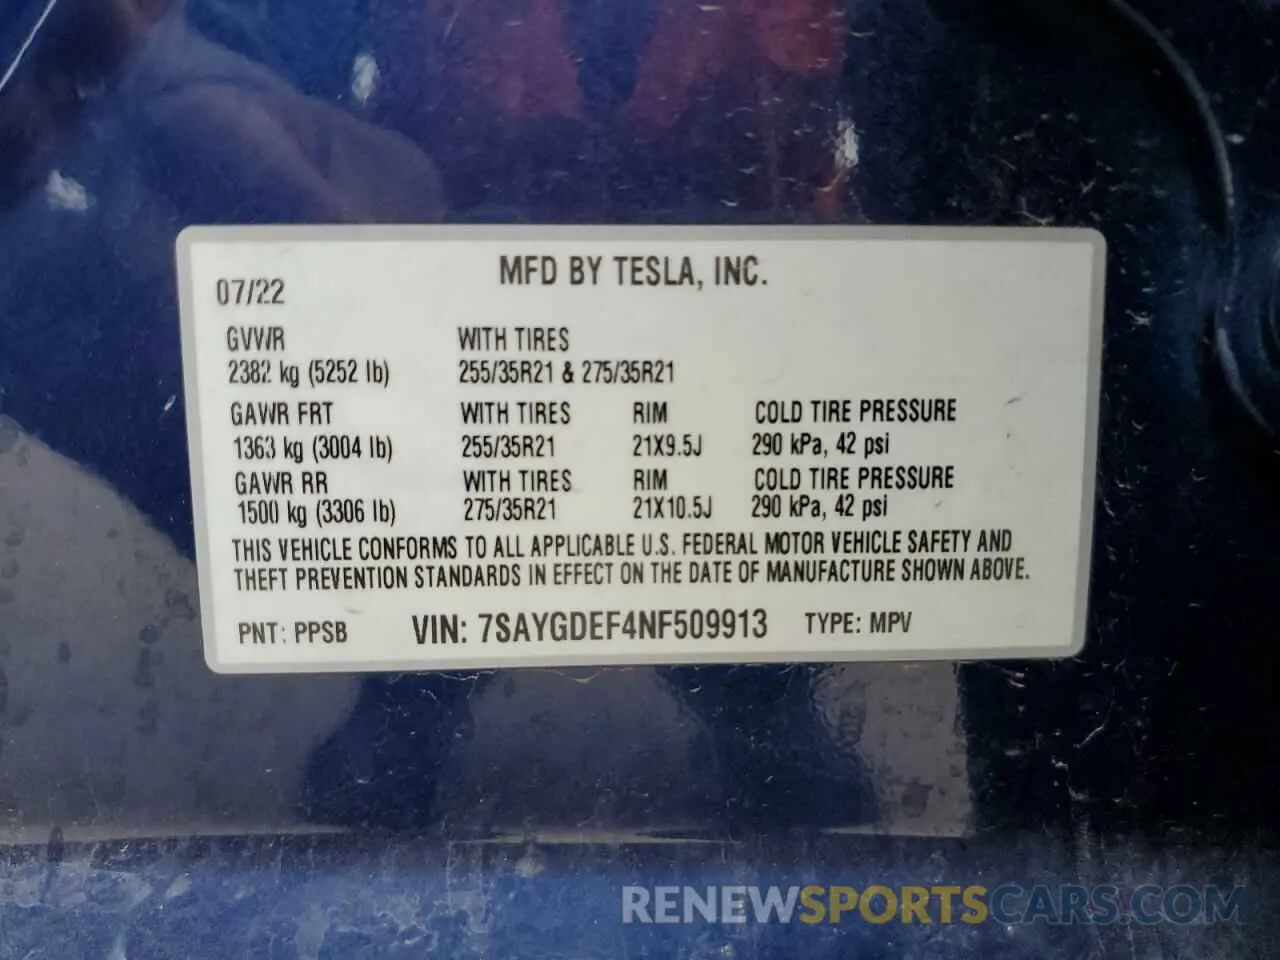 MFD BY TESLA, INC.
07/22
GVWR WITH TIRES
2382 kg (5252 lb) 255/35R21 & 275/35R21
GAWR FRT WITH TIRES RIM COLD TIRE PRESSURE
1363 kg (3004 lb) 255/35R21 21X9.5J 290 kPa, 42 psi
GAWR RR WITH TIRES RIM COLD TIRE PRESSURE
1500 kg (3306 lb) 275/35R21 21X10.5J 290 kPa, 42 psi
THIS VEHICLE CONFORMS TO ALL APPLICABLE U.S. FEDERAL MOTOR VEHICLE SAFETY AND
THEFT PREVENTION STANDARDS IN EFFECT ON THE DATE OF MANUFACTURE SHOWN ABOVE.
PNT: PPSB VIN: 7SAYGDEF4NF509913 TYPE: MPV
RENEWSPORTSCARS.COM